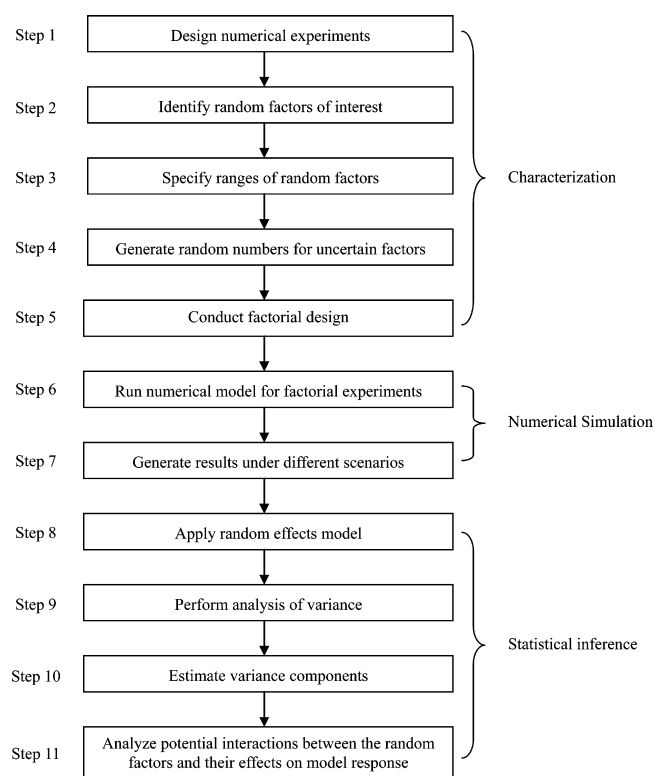 Step 1
Design numerical experiments
Step 2
Identify random factors of interest
Step 3
Specify ranges of random factors
Characterization
Step 4
Generate random numbers for uncertain factors
Step 5
Conduct factorial design
Step 6
Run numerical model for factorial experiments
Numerical Simulation
Step 7
Generate results under different scenarios
Step 8
Apply random effects model
Step 9
Perform analysis of variance
Statistical inference
Step 10
Estimate variance components
Step 11
Analyze potential interactions between the random
factors and their effects on model response